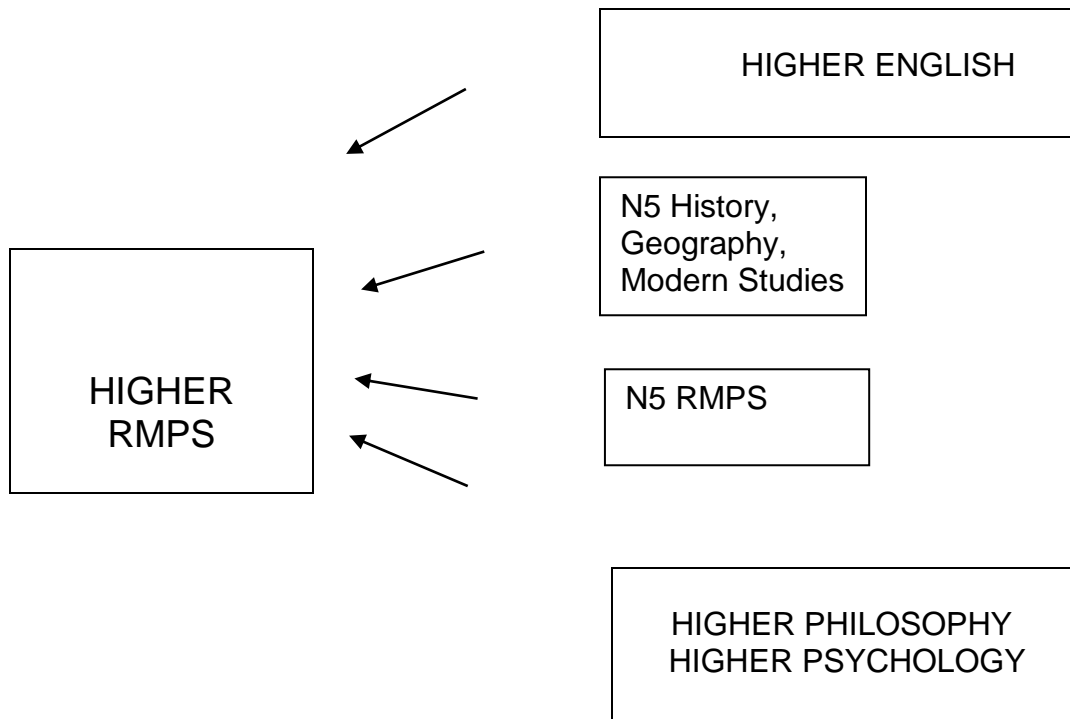 HIGHER ENGLISH
N5 History,
Geography,
Modern Studies
HIGHER
RMPS
N5 RMPS
HIGHER PHILOSOPHY
HIGHER PSYCHOLOGY